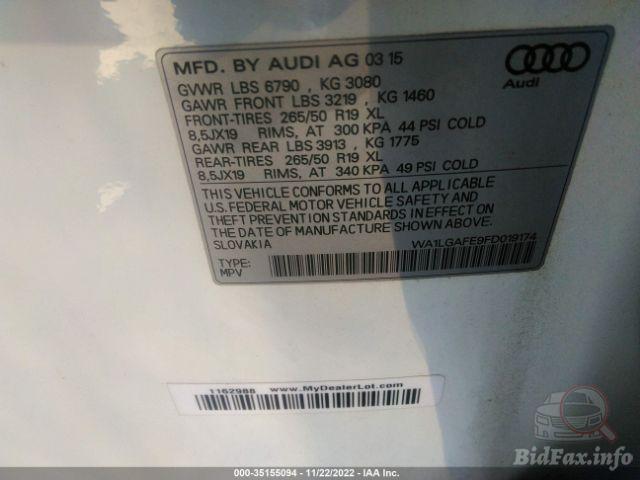 MFD. BY AUDI AG 03 15
GVWR LBS 6790 , KG 3080
GAWR FRONT LBS 3219 , KG 1460
FRONT-TIRES 265/50 R19 XL
8,5JX19 RIMS, AT 300 KPA 44 PSI COLD
GAWR REAR LBS 3913 , KG 1775
REAR-TIRES 265/50 R19 XL
8,5JX19 RIMS, AT 340 KPA 49 PSI COLD
THIS VEHICLE CONFORMS TO ALL APPLICABLE
U.S. FEDERAL MOTOR VEHICLE SAFETY AND
THEFT PREVENTION STANDARDS IN EFFECT ON
THE DATE OF MANUFACTURE SHOWN ABOVE.
SLOVAKIA WA1LGAFE9FD019174
TYPE:
MPV
Audi
1162988 www.MyDealerLot.com
BidFax.info
000-35155094 - 11/22/2022 - IAA Inc.